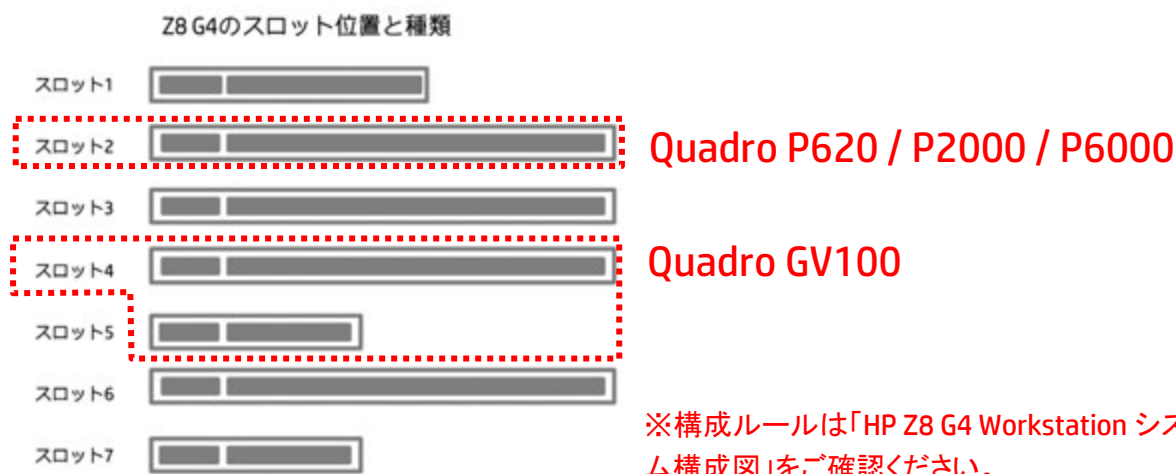 Z8 G4のスロット位置と種類
スロット1
スロット2
Quadro P620 / P2000 / P6000
スロット3
スロット4
Quadro GV100
スロット5
スロット6
※構成ルールは「HP Z8 G4 Workstation シス
ム構成図」をご確認ください。
スロット7